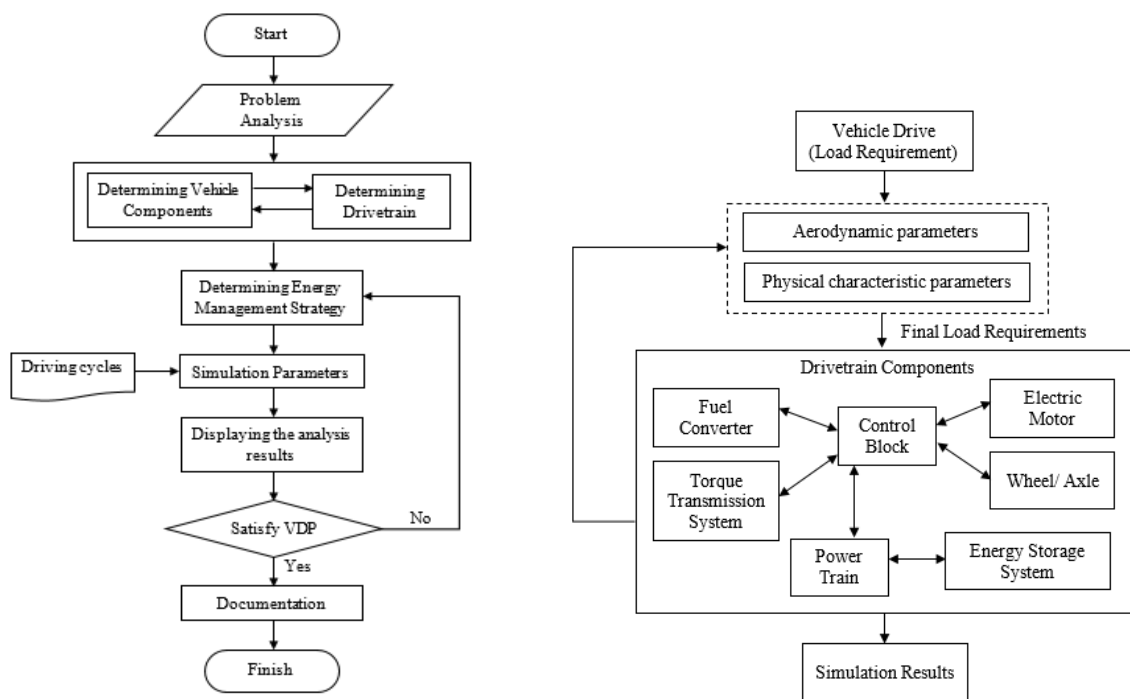 Start
Problem
Analysis
Determining Vehicle
Components
Determining
Drivetrain
Determining Energy
Management Strategy
Driving cycles
Simulation Parameters
Displaying the analysis
results
Satisfy VDP
No
Yes
Documentation
Finish
Vehicle Drive
(Load Requirement)
Aerodynamic parameters
Physical characteristic parameters
Final Load Requirements
Drivetrain Components
Fuel
Converter
Control
Block
Electric
Motor
Torque
Transmission
System
Wheel/ Axle
Power
Train
Energy Storage
System
Simulation Results